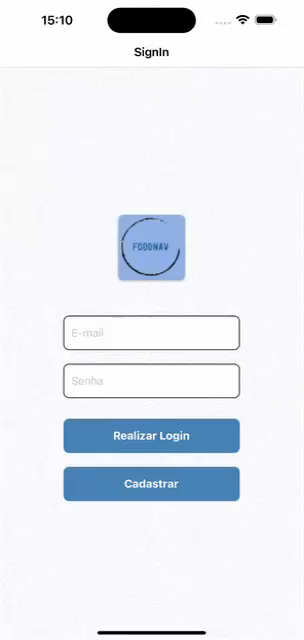 15:10
SignIn
FOODNAV
E-mail
Senha
Realizar Login
Cadastrar